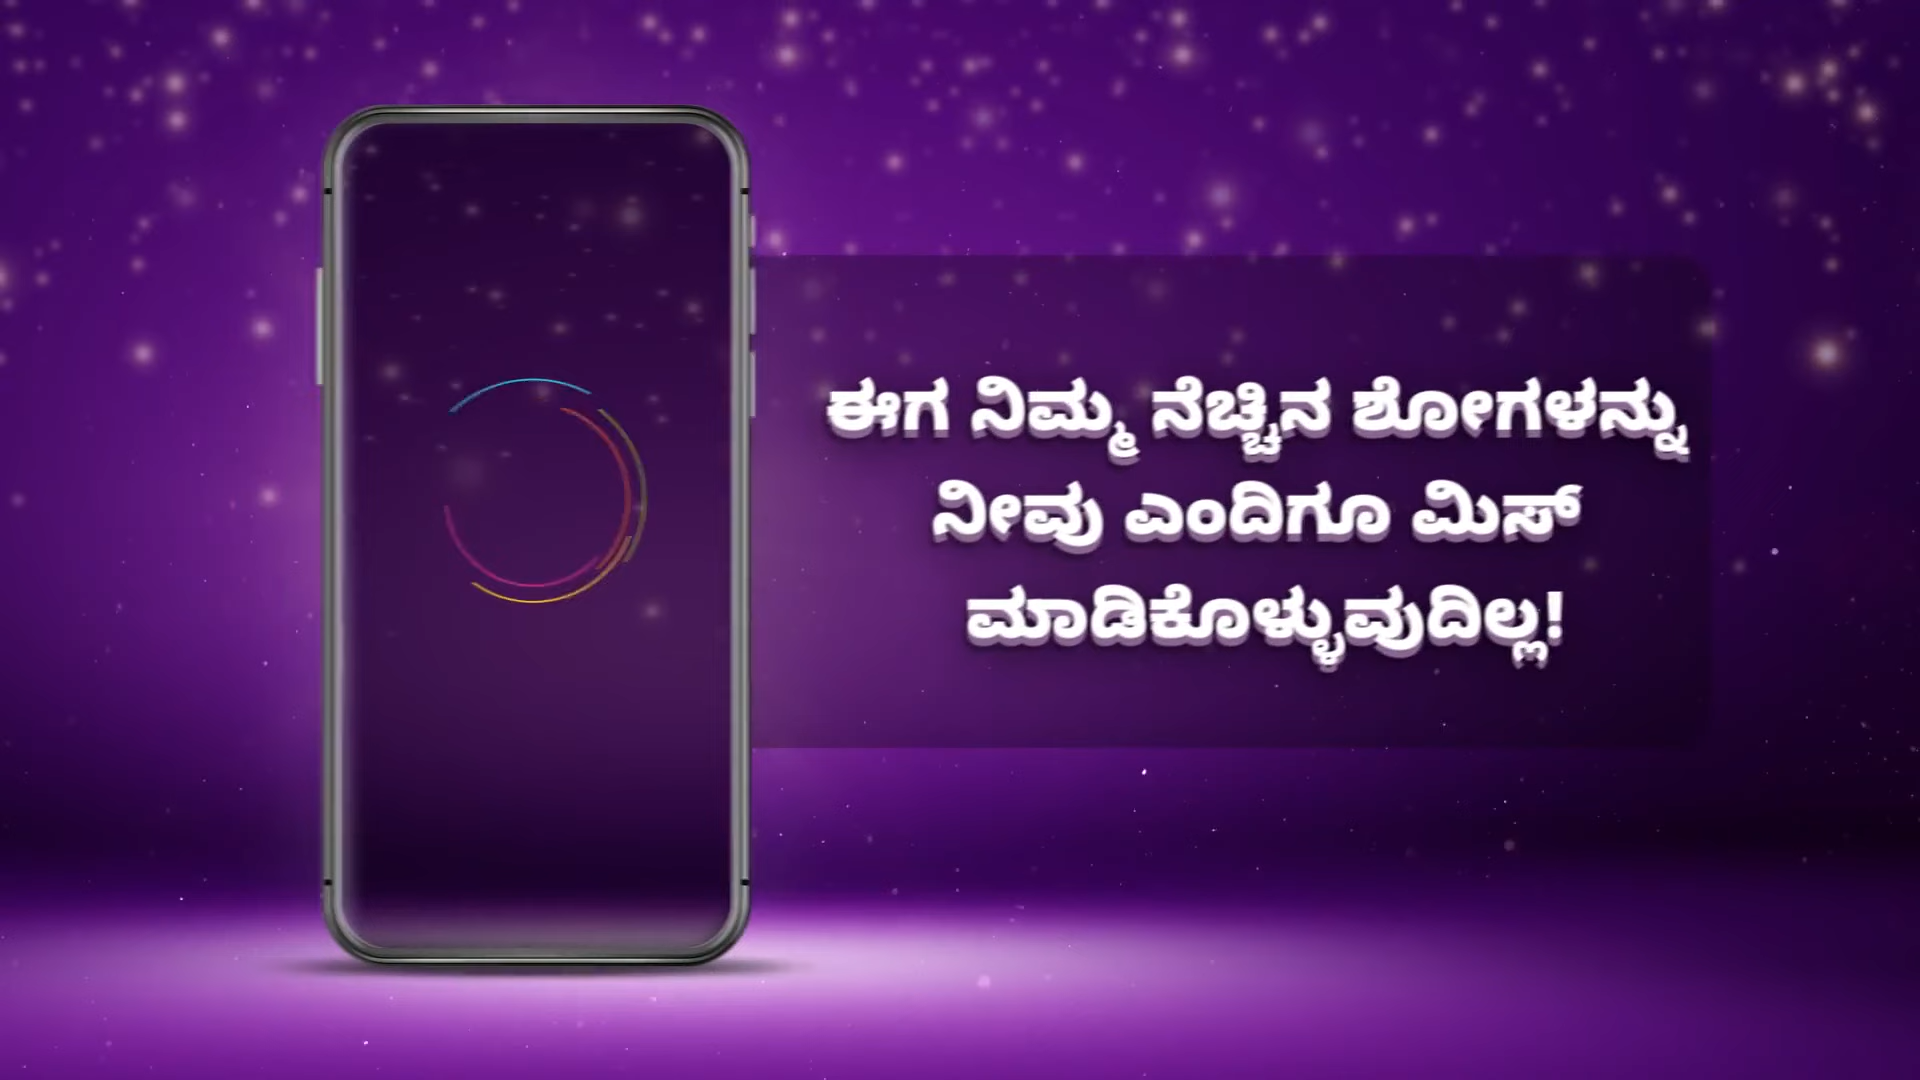 ಈಗ ನಿಮ್ಮ ನೆಚ್ಚಿನ ಶೋಗಳನ್ನು
ನೀವು ಎಂದಿಗೂ ಮಿಸ್
ಮಾಡಿಕೊಳ್ಳುವುದಿಲ್ಲ!